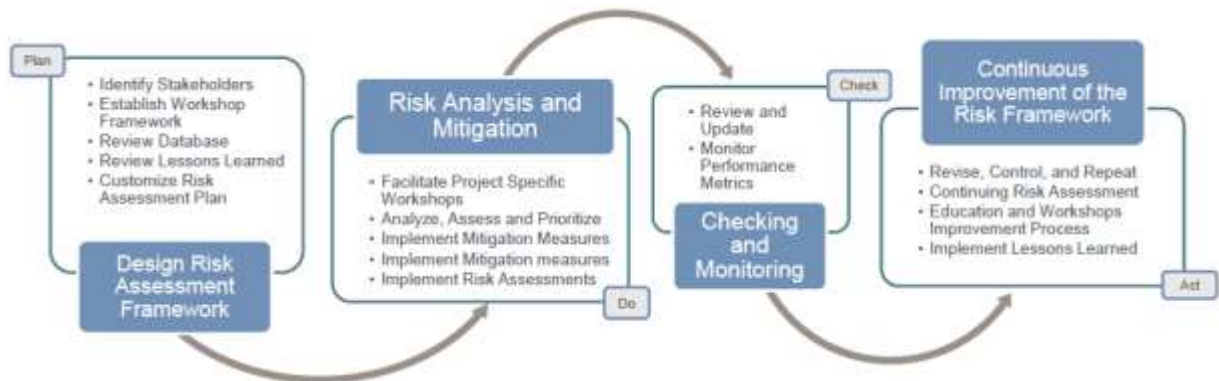 Plan
• Identify Stakeholders
• Establish Workshop
Framework
• Review Database
• Review Lessons Learned
• Customize Risk
Assessment Plan
Design Risk
Assessment
Framework
Risk Analysis and
Mitigation
• Facilitate Project Specific
Workshops
• Analyze, Assess and Prioritize
• Implement Mitigation Measures
• Implement Mitigation measures
• Implement Risk Assessments
Do
Check
• Review and
Update
• Monitor
Performance
Metrics
Checking
and
Monitoring
Continuous
Improvement of the
Risk Framework
• Revise, Control, and Repeat
• Continuing Risk Assessment
• Education and Workshops
Improvement Process
• Implement Lessons Learned
Act